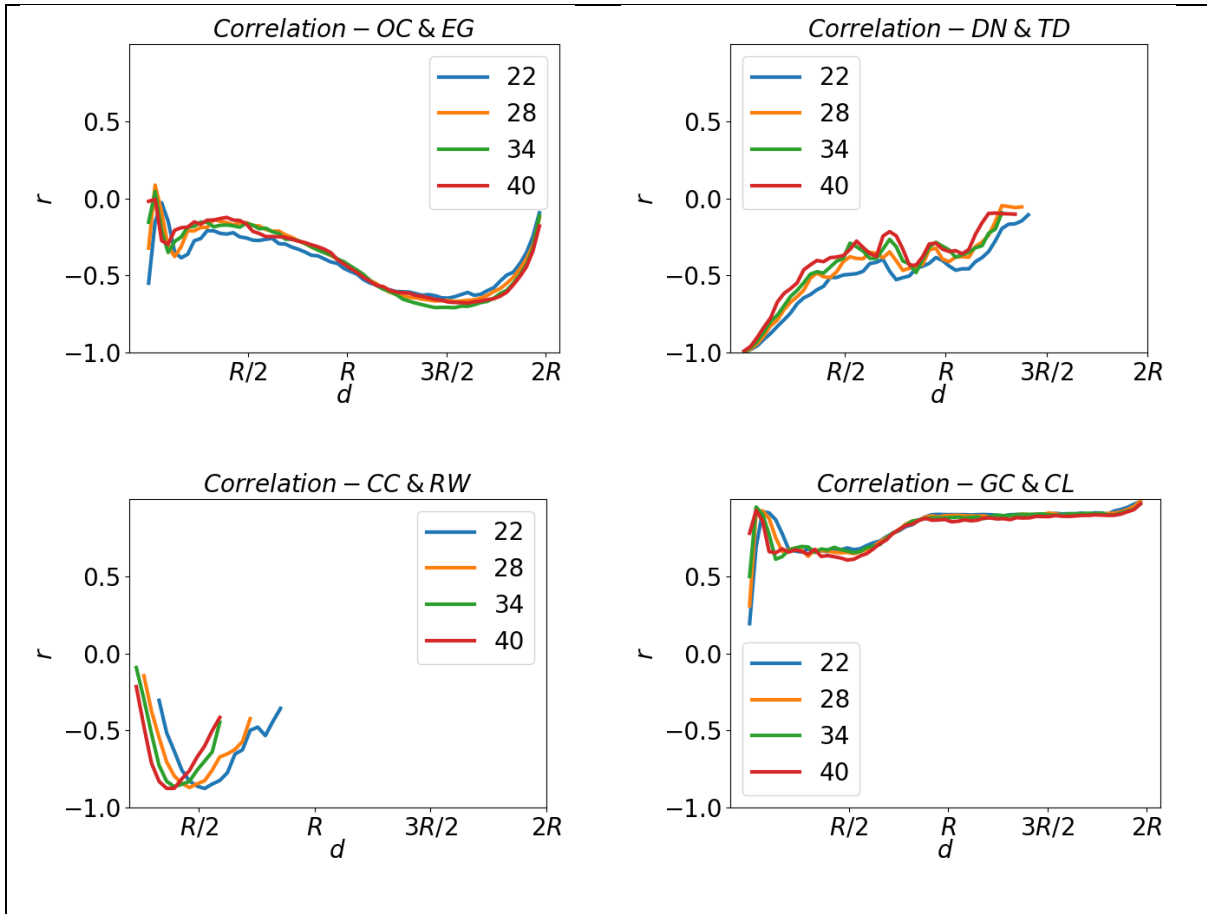 Correlation − OC & EG
22
28
34
40
0.5
0.0
−0.5
−1.0
r
R/2 R 3R/2 2R
d
Correlation − DN & TD
22
28
34
40
0.5
0.0
−0.5
−1.0
r
R/2 R 3R/2 2R
d
Correlation − CC & RW
22
28
34
40
0.5
0.0
−0.5
−1.0
r
R/2 R 3R/2 2R
d
Correlation − GC & CL
0.5
0.0
−0.5
−1.0
r
22
28
34
40
R/2 R 3R/2 2R
d